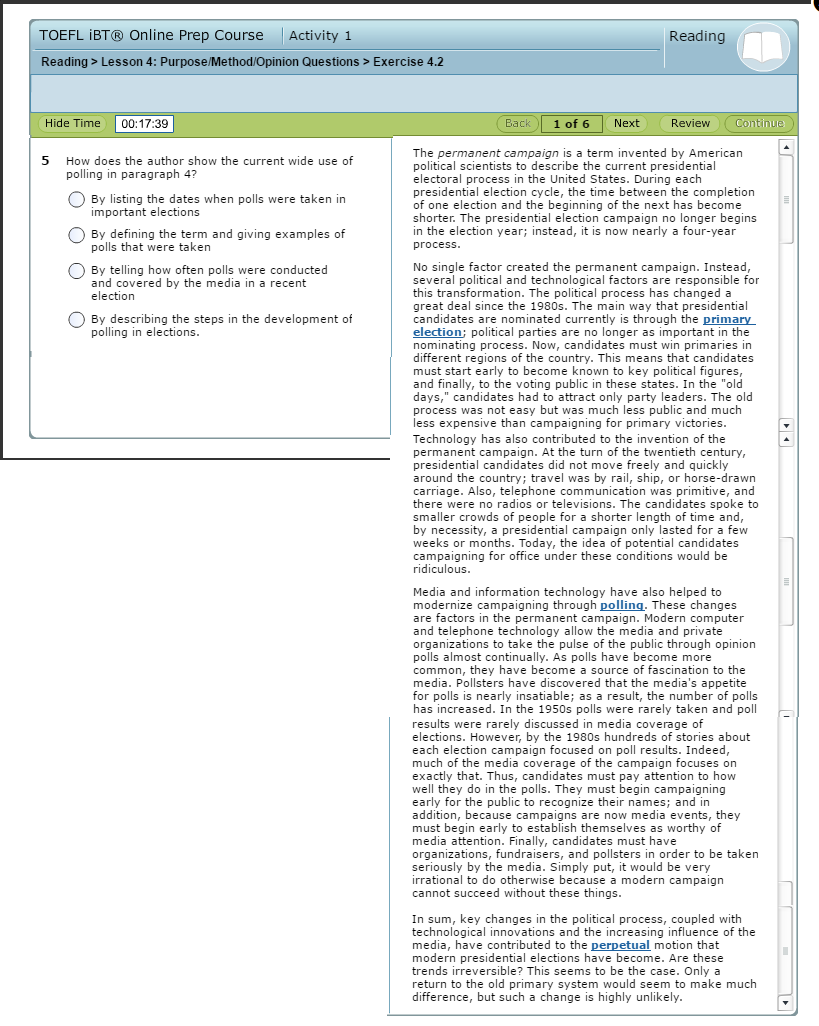 TOEFL iBT® Online Prep Course
Activity 1
Reading
Reading > Lesson 4: Purpose/Method/Opinion Questions > Exercise 4.2
Hide Time
00:17:39
Back
1 of 6
Next
Review
Continue
5 How does the author show the current wide use of
polling in paragraph 4?
By listing the dates when polls were taken in
important elections
By defining the term and giving examples of
polls that were taken
By telling how often polls were conducted
and covered by the media in a recent
election
By describing the steps in the development of
polling in elections.
The permanent campaign is a term invented by American
political scientists to describe the current presidential
electoral process in the United States. During each
presidential election cycle, the time between the completion
of one election and the beginning of the next has become
shorter. The presidential election campaign no longer begins
in the election year; instead, it is now nearly a four-year
process.
No single factor created the permanent campaign. Instead,
several political and technological factors are responsible for
this transformation. The political process has changed a
great deal since the 1980s. The main way that presidential
candidates are nominated currently is through the primary
election; political parties are no longer as important in the
nominating process. Now, candidates must win primaries in
different regions of the country. This means that candidates
must start early to become known to key political figures,
and finally, to the voting public in these states. In the "old
days," candidates had to attract only party leaders. The old
process was not easy but was much less public and much
less expensive than campaigning for primary victories.
Technology has also contributed to the invention of the
permanent campaign. At the turn of the twentieth century,
presidential candidates did not move freely and quickly
around the country; travel was by rail, ship, or horse-drawn
carriage. Also, telephone communication was primitive, and
there were no radios or televisions. The candidates spoke to
smaller crowds of people for a shorter length of time and,
by necessity, a presidential campaign only lasted for a few
weeks or months. Today, the idea of potential candidates
campaigning for office under these conditions would be
ridiculous.
Media and information technology have also helped to
modernize campaigning through polling. These changes
are factors in the permanent campaign. Modern computer
and telephone technology allow the media and private
organizations to take the pulse of the public through opinion
polls almost continually. As polls have become more
common, they have become a source of fascination to the
media. Pollsters have discovered that the media's appetite
for polls is nearly insatiable; as a result, the number of polls
has increased. In the 1950s polls were rarely taken and poll
results were rarely discussed in media coverage of
elections. However, by the 1980s hundreds of stories about
each election campaign focused on poll results. Indeed,
much of the media coverage of the campaign focuses on
exactly that. Thus, candidates must pay attention to how
well they do in the polls. They must begin campaigning
early for the public to recognize their names; and in
addition, because campaigns are now media events, they
must begin early to establish themselves as worthy of
media attention. Finally, candidates must have
organizations, fundraisers, and pollsters in order to be taken
seriously by the media. Simply put, it would be very
irrational to do otherwise because a modern campaign
cannot succeed without these things.
In sum, key changes in the political process, coupled with
technological innovations and the increasing influence of the
media, have contributed to the perpetual motion that
modern presidential elections have become. Are these
trends irreversible? This seems to be the case. Only a
return to the old primary system would seem to make much
difference, but such a change is highly unlikely.